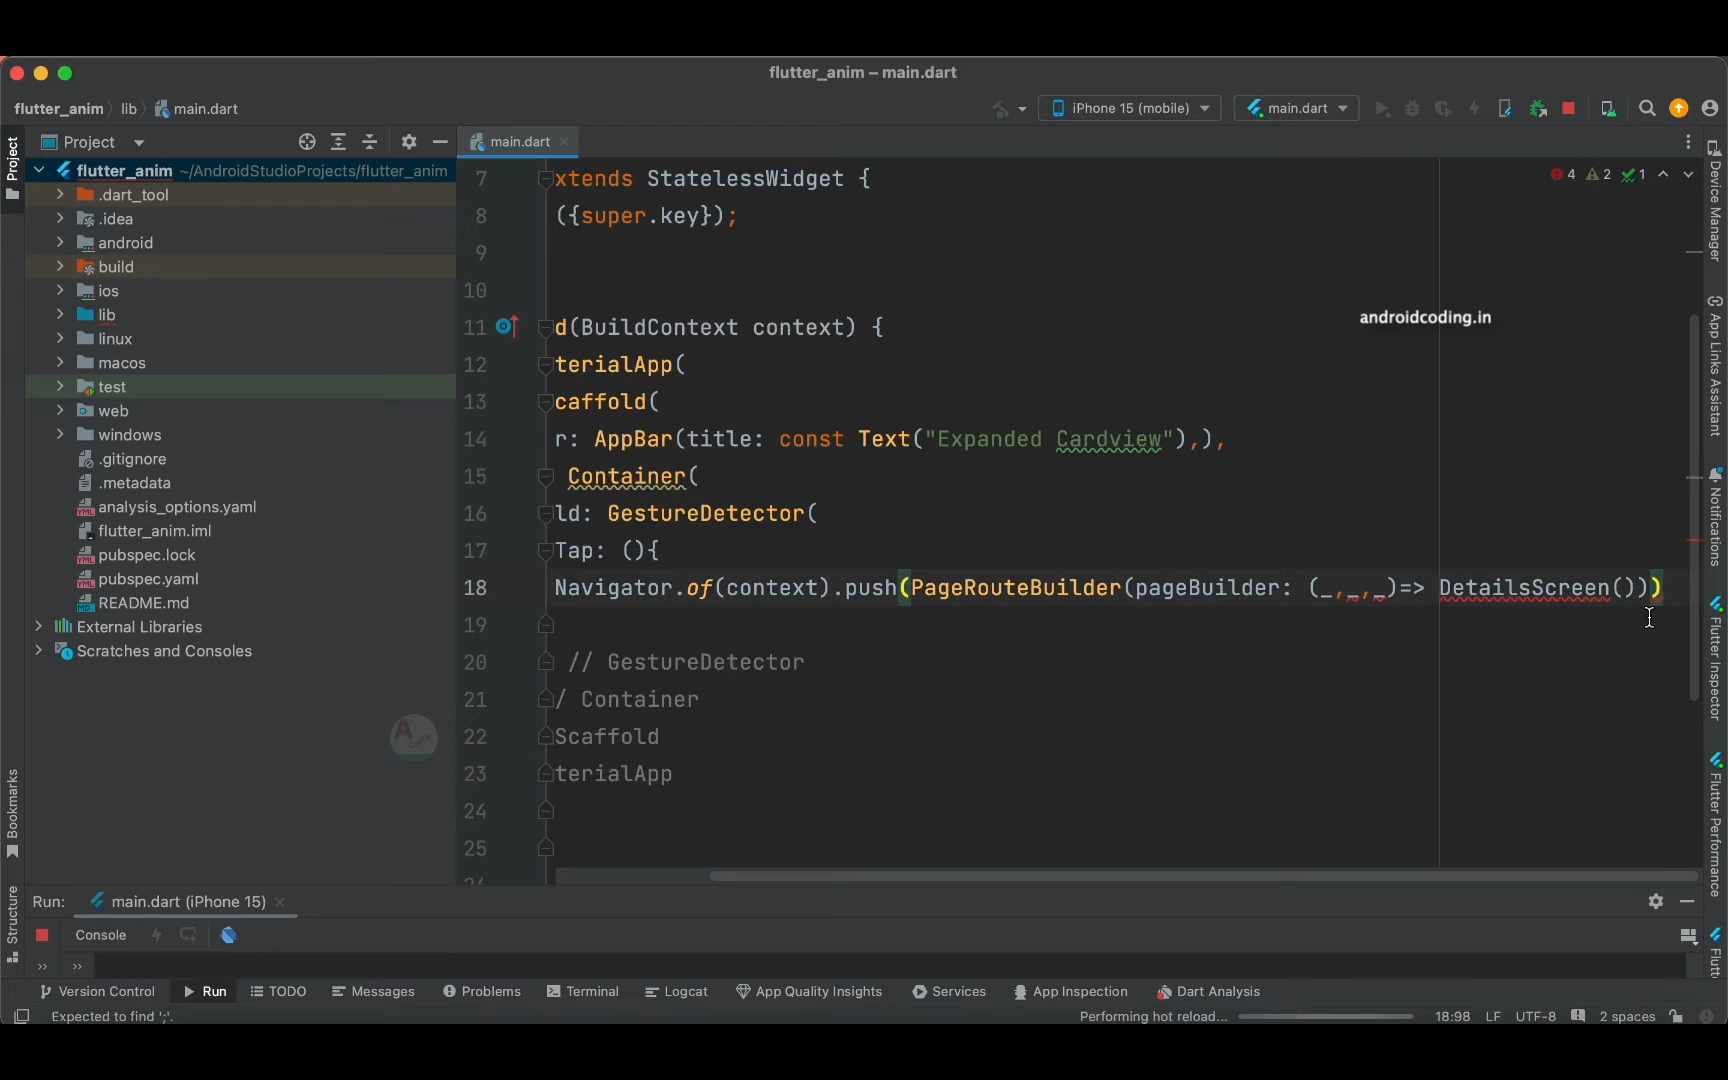 flutter_anim – main.dart
flutter_anim lib main.dart
iPhone 15 (mobile) main.dart
Project
Project
main.dart
flutter_anim ~/AndroidStudioProjects/flutter_anim
.dart_tool
.idea
android
build
ios
lib
linux
macos
test
web
windows
.gitignore
.metadata
analysis_options.yaml
flutter_anim.iml
pubspec.lock
pubspec.yaml
README.md
External Libraries
Scratches and Consoles
4 2 1
androidcoding.in
7 xtends StatelessWidget {
8 ({super.key});
9
10
11 d(BuildContext context) {
12 terialApp(
13 caffold(
14 r: AppBar(title: const Text("Expanded Cardview"),),
15 Container(
16 ld: GestureDetector(
17 Tap: (){
18 Navigator.of(context).push(PageRouteBuilder(pageBuilder: (_,_,_)=> DetailsScreen()))
19
20 // GestureDetector
21 / Container
22 Scaffold
23 terialApp
24
25
Device Manager
App Links Assistant
Notifications
Flutter Inspector
Flutter Performance
Flutt
Bookmarks
Structure
Run: main.dart (iPhone 15)
Console
Version Control Run TODO Messages Problems Terminal Logcat App Quality Insights Services App Inspection Dart Analysis
Expected to find ';'. Performing hot reload... 18:98 LF UTF-8 2 spaces